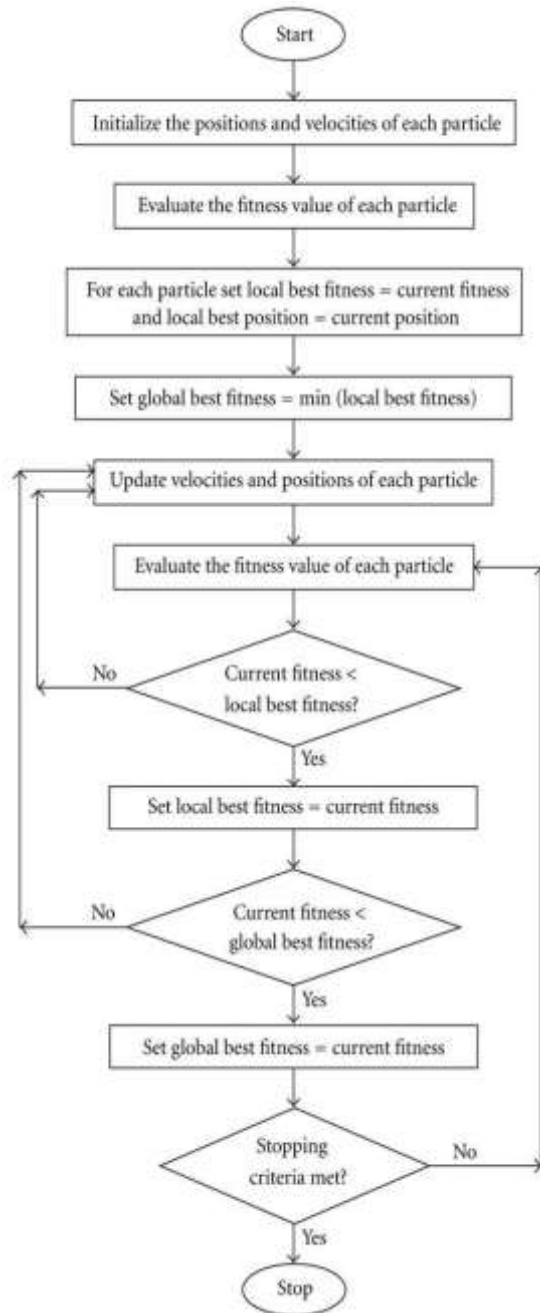 Start
Initialize the positions and velocities of each particle
Evaluate the fitness value of each particle
For each particle set local best fitness = current fitness
and local best position = current position
Set global best fitness = min (local best fitness)
Update velocities and positions of each particle
Evaluate the fitness value of each particle
No
Current fitness <
local best fitness?
Yes
Set local best fitness = current fitness
No
Current fitness <
global best fitness?
Yes
Set global best fitness = current fitness
Stopping
criteria met?
No
Yes
Stop